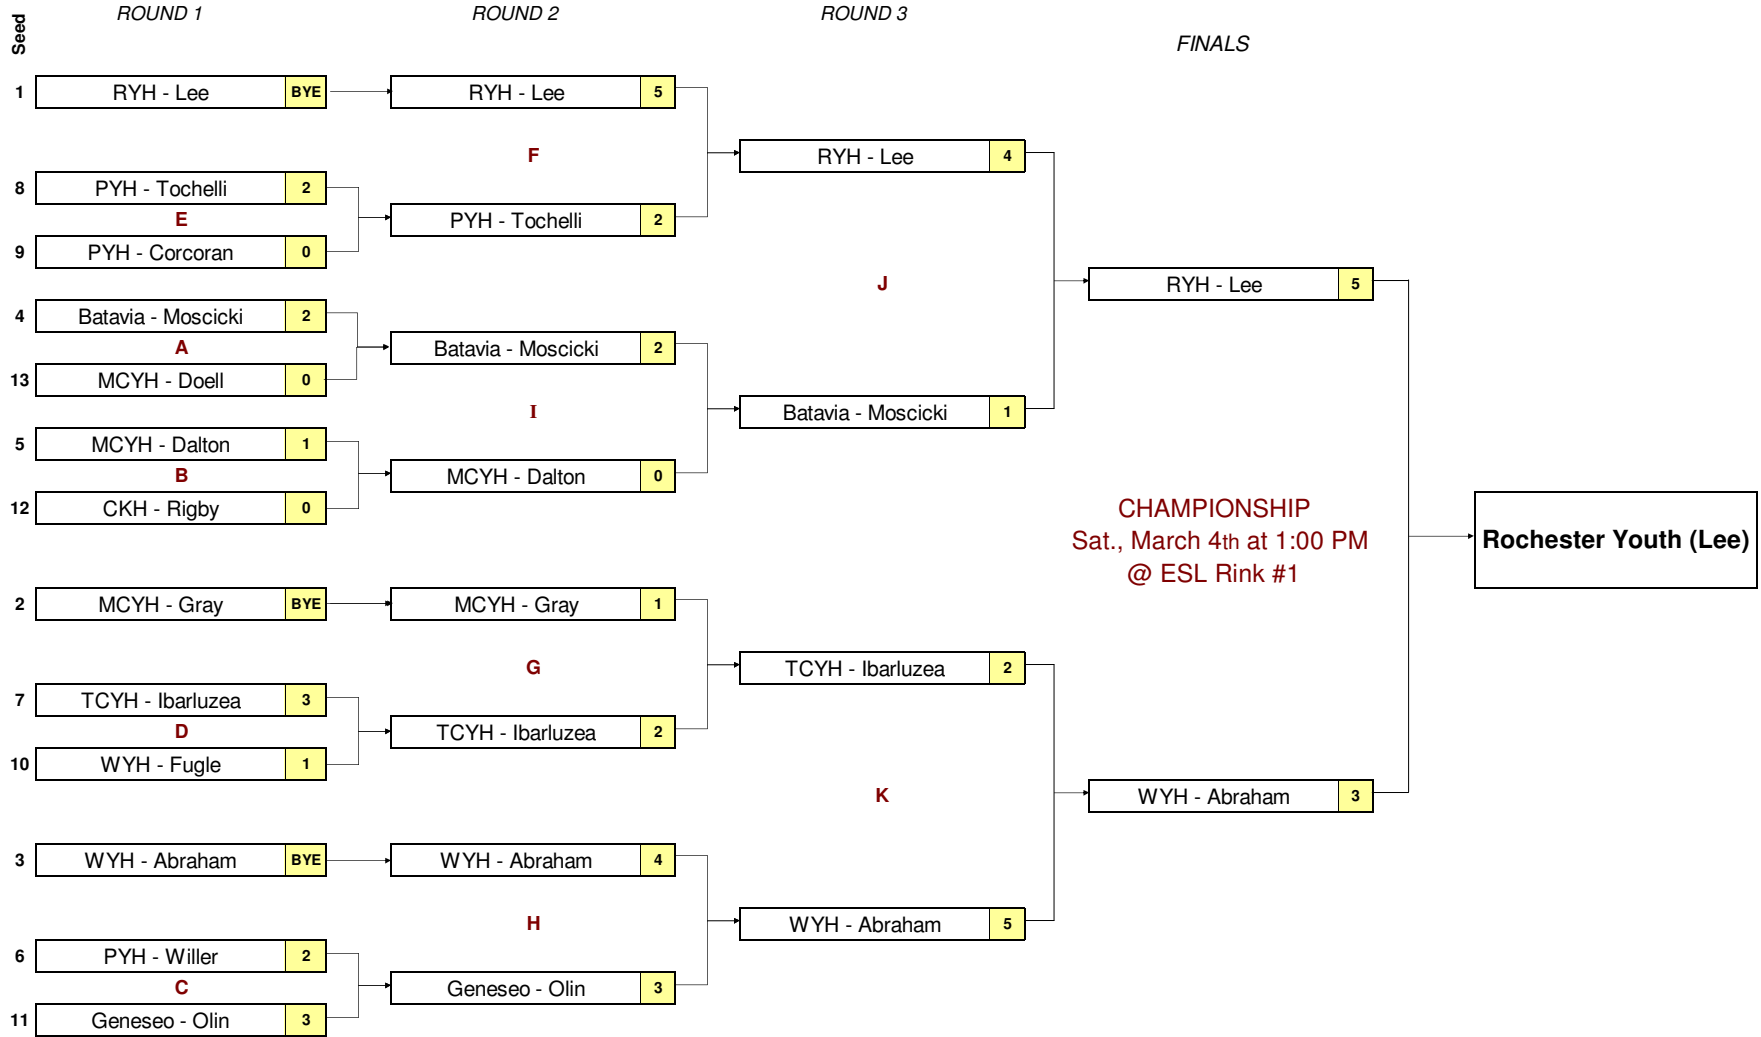 Seed
ROUND 1
ROUND 2
ROUND 3
FINALS
1 RYH - Lee BYE
RYH - Lee 5
F
RYH - Lee 4
8 PYH - Tochelli 2
E
PYH - Tochelli 2
9 PYH - Corcoran 0
J
RYH - Lee 5
4 Batavia - Moscicki 2
A
Batavia - Moscicki 2
13 MCYH - Doell 0
I
Batavia - Moscicki 1
5 MCYH - Dalton 1
B
MCYH - Dalton 0
12 CKH - Rigby 0
CHAMPIONSHIP
Sat., March 4th at 1:00 PM
@ ESL Rink #1
Rochester Youth (Lee)
2 MCYH - Gray BYE
MCYH - Gray 1
G
TCYH - Ibarluzea 2
7 TCYH - Ibarluzea 3
D
TCYH - Ibarluzea 2
10 WYH - Fugle 1
K
WYH - Abraham 3
3 WYH - Abraham BYE
WYH - Abraham 4
H
WYH - Abraham 5
6 PYH - Willer 2
C
Geneseo - Olin 3
11 Geneseo - Olin 3